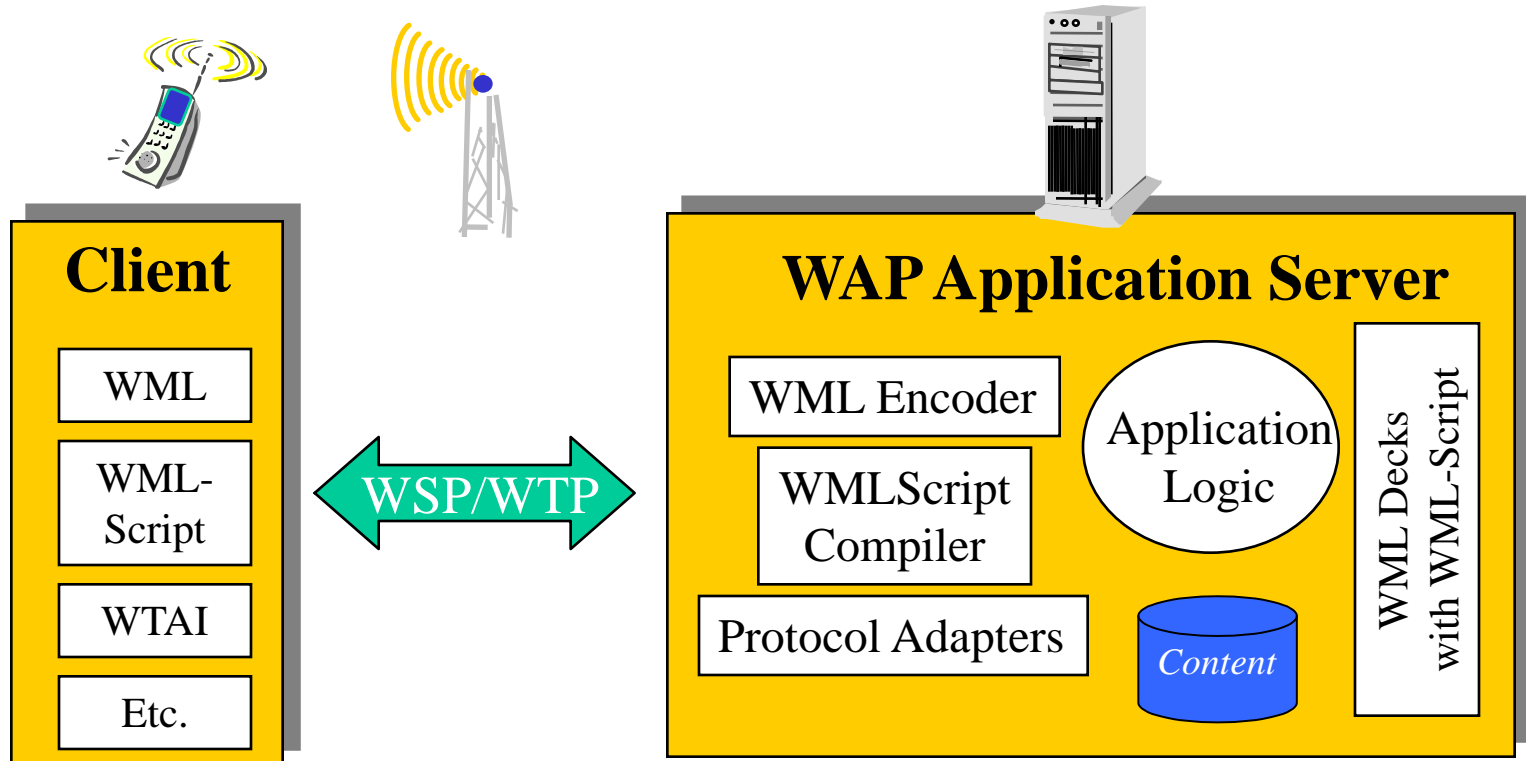 Client
WML
WML-
Script
WTAI
Etc.
WSP/WTP
WAP Application Server
WML Encoder
WMLScript
Compiler
Protocol Adapters
Application
Logic
Content
WML Decks
with WML-Script